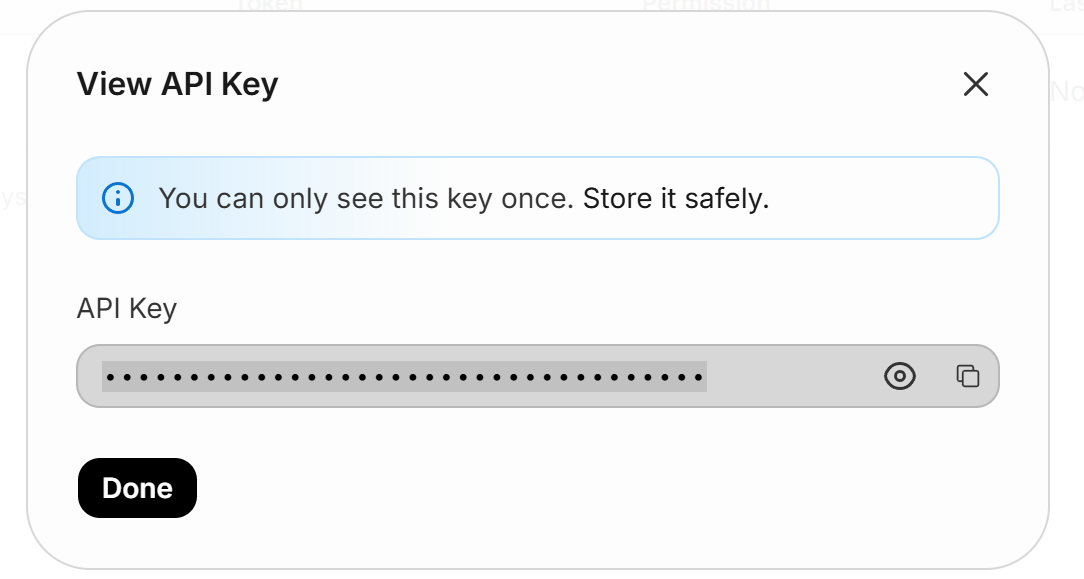 Token Permission Las
View API Key
No
You can only see this key once. Store it safely.
ys
API Key
••••••••••••••••••••••••••••••••••••
Done